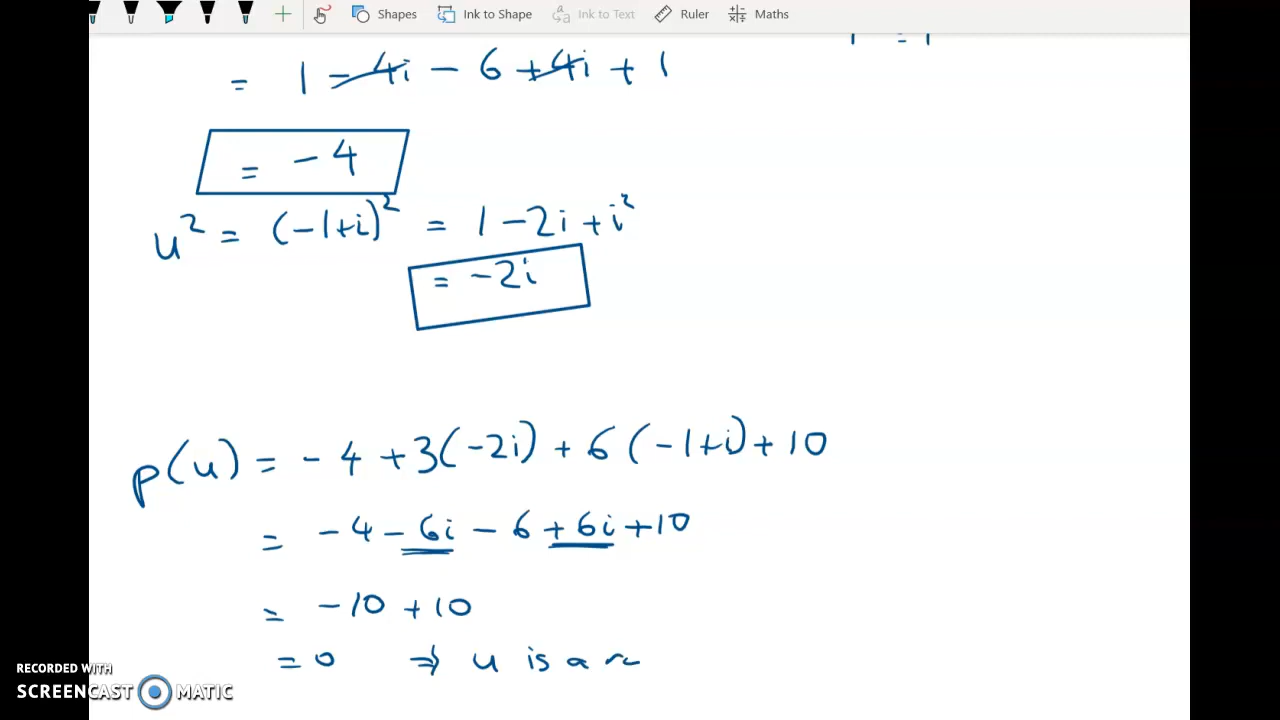 Shapes Ink to Shape Ink to Text Ruler Maths
= 1 - 4i - 6 + 4i + 1
= - 4
u² = (-1+i)² = 1 - 2i + i²
= -2i
p(u) = - 4 + 3(-2i) + 6(-1+i) + 10
= - 4 - 6i - 6 + 6i + 10
= - 10 + 10
= 0 ⇒ u is a
RECORDED WITH
SCREENCAST MATIC